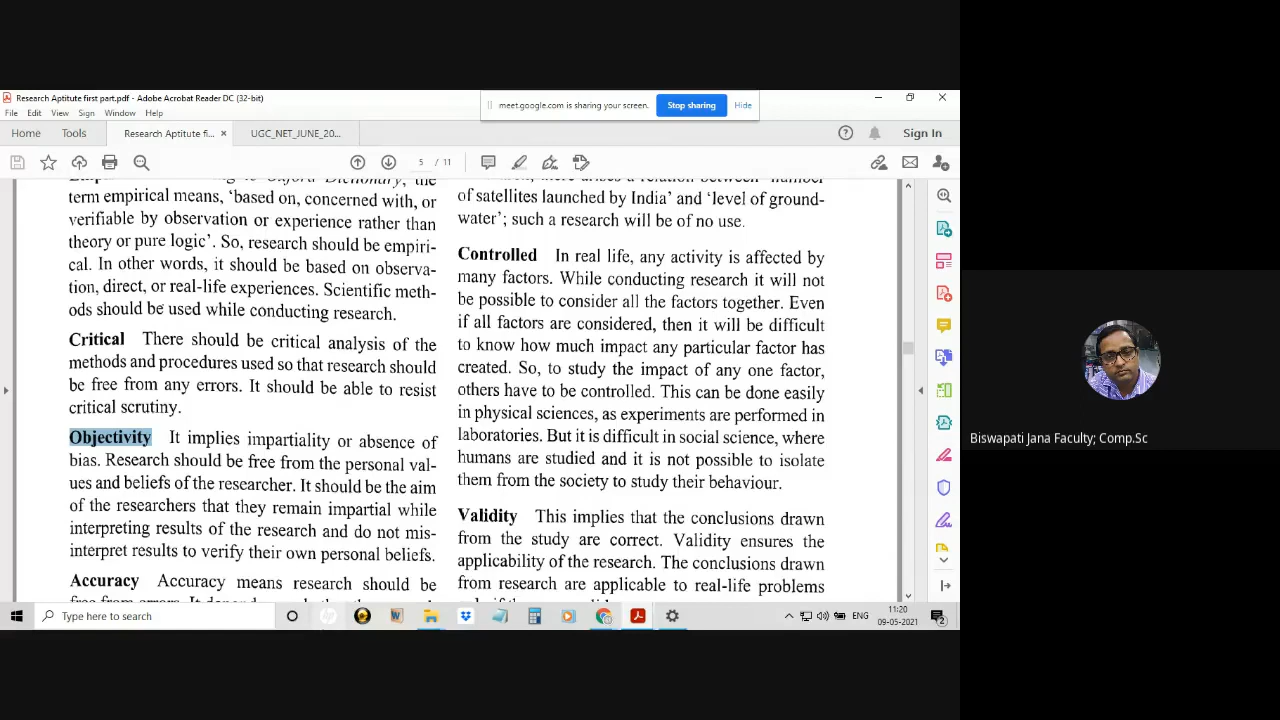 Research Aptitute first part.pdf - Adobe Acrobat Reader DC (32-bit)
meet.google.com is sharing your screen.
Stop sharing
Hide
File Edit View Sign Window Help
Home Tools
Research Aptitute fi... ×
UGC_NET_JUNE_20...
Sign In
5 / 11
Oxford Dictionary, the
term empirical means, ‘based on, concerned with, or
verifiable by observation or experience rather than
theory or pure logic’. So, research should be empiri-
cal. In other words, it should be based on observa-
tion, direct, or real-life experiences. Scientific meth-
ods should be used while conducting research.
Critical There should be critical analysis of the
methods and procedures used so that research should
be free from any errors. It should be able to resist
critical scrutiny.
Objectivity It implies impartiality or absence of
bias. Research should be free from the personal val-
ues and beliefs of the researcher. It should be the aim
of the researchers that they remain impartial while
interpreting results of the research and do not mis-
interpret results to verify their own personal beliefs.
Accuracy Accuracy means research should be
there arises a relation between ‘number
of satellites launched by India’ and ‘level of ground-
water’; such a research will be of no use.
Controlled In real life, any activity is affected by
many factors. While conducting research it will not
be possible to consider all the factors together. Even
if all factors are considered, then it will be difficult
to know how much impact any particular factor has
created. So, to study the impact of any one factor,
others have to be controlled. This can be done easily
in physical sciences, as experiments are performed in
laboratories. But it is difficult in social science, where
humans are studied and it is not possible to isolate
them from the society to study their behaviour.
Validity This implies that the conclusions drawn
from the study are correct. Validity ensures the
applicability of the research. The conclusions drawn
from research are applicable to real-life problems
Biswapati Jana Faculty; Comp.Sc
Type here to search
ENG
11:20
09-05-2021
2